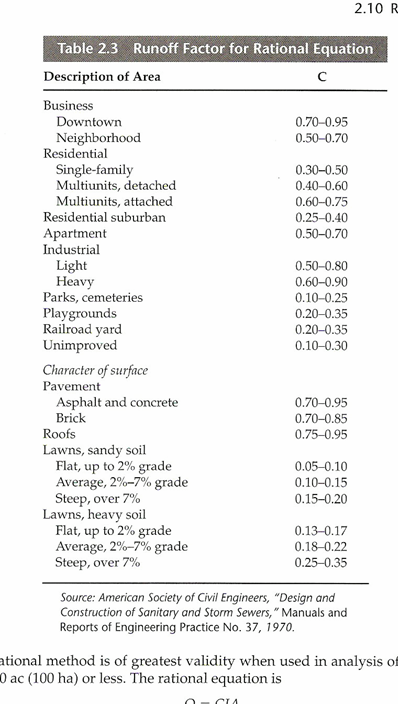 2.10 R
Table 2.3 Runoff Factor for Rational Equation
Description of Area C
Business
Downtown 0.70–0.95
Neighborhood 0.50–0.70
Residential
Single-family 0.30–0.50
Multiunits, detached 0.40–0.60
Multiunits, attached 0.60–0.75
Residential suburban 0.25–0.40
Apartment 0.50–0.70
Industrial
Light 0.50–0.80
Heavy 0.60–0.90
Parks, cemeteries 0.10–0.25
Playgrounds 0.20–0.35
Railroad yard 0.20–0.35
Unimproved 0.10–0.30
Character of surface
Pavement
Asphalt and concrete 0.70–0.95
Brick 0.70–0.85
Roofs 0.75–0.95
Lawns, sandy soil
Flat, up to 2% grade 0.05–0.10
Average, 2%–7% grade 0.10–0.15
Steep, over 7% 0.15–0.20
Lawns, heavy soil
Flat, up to 2% grade 0.13–0.17
Average, 2%–7% grade 0.18–0.22
Steep, over 7% 0.25–0.35
Source: American Society of Civil Engineers, "Design and
Construction of Sanitary and Storm Sewers," Manuals and
Reports of Engineering Practice No. 37, 1970.
ational method is of greatest validity when used in analysis of
0 ac (100 ha) or less. The rational equation is